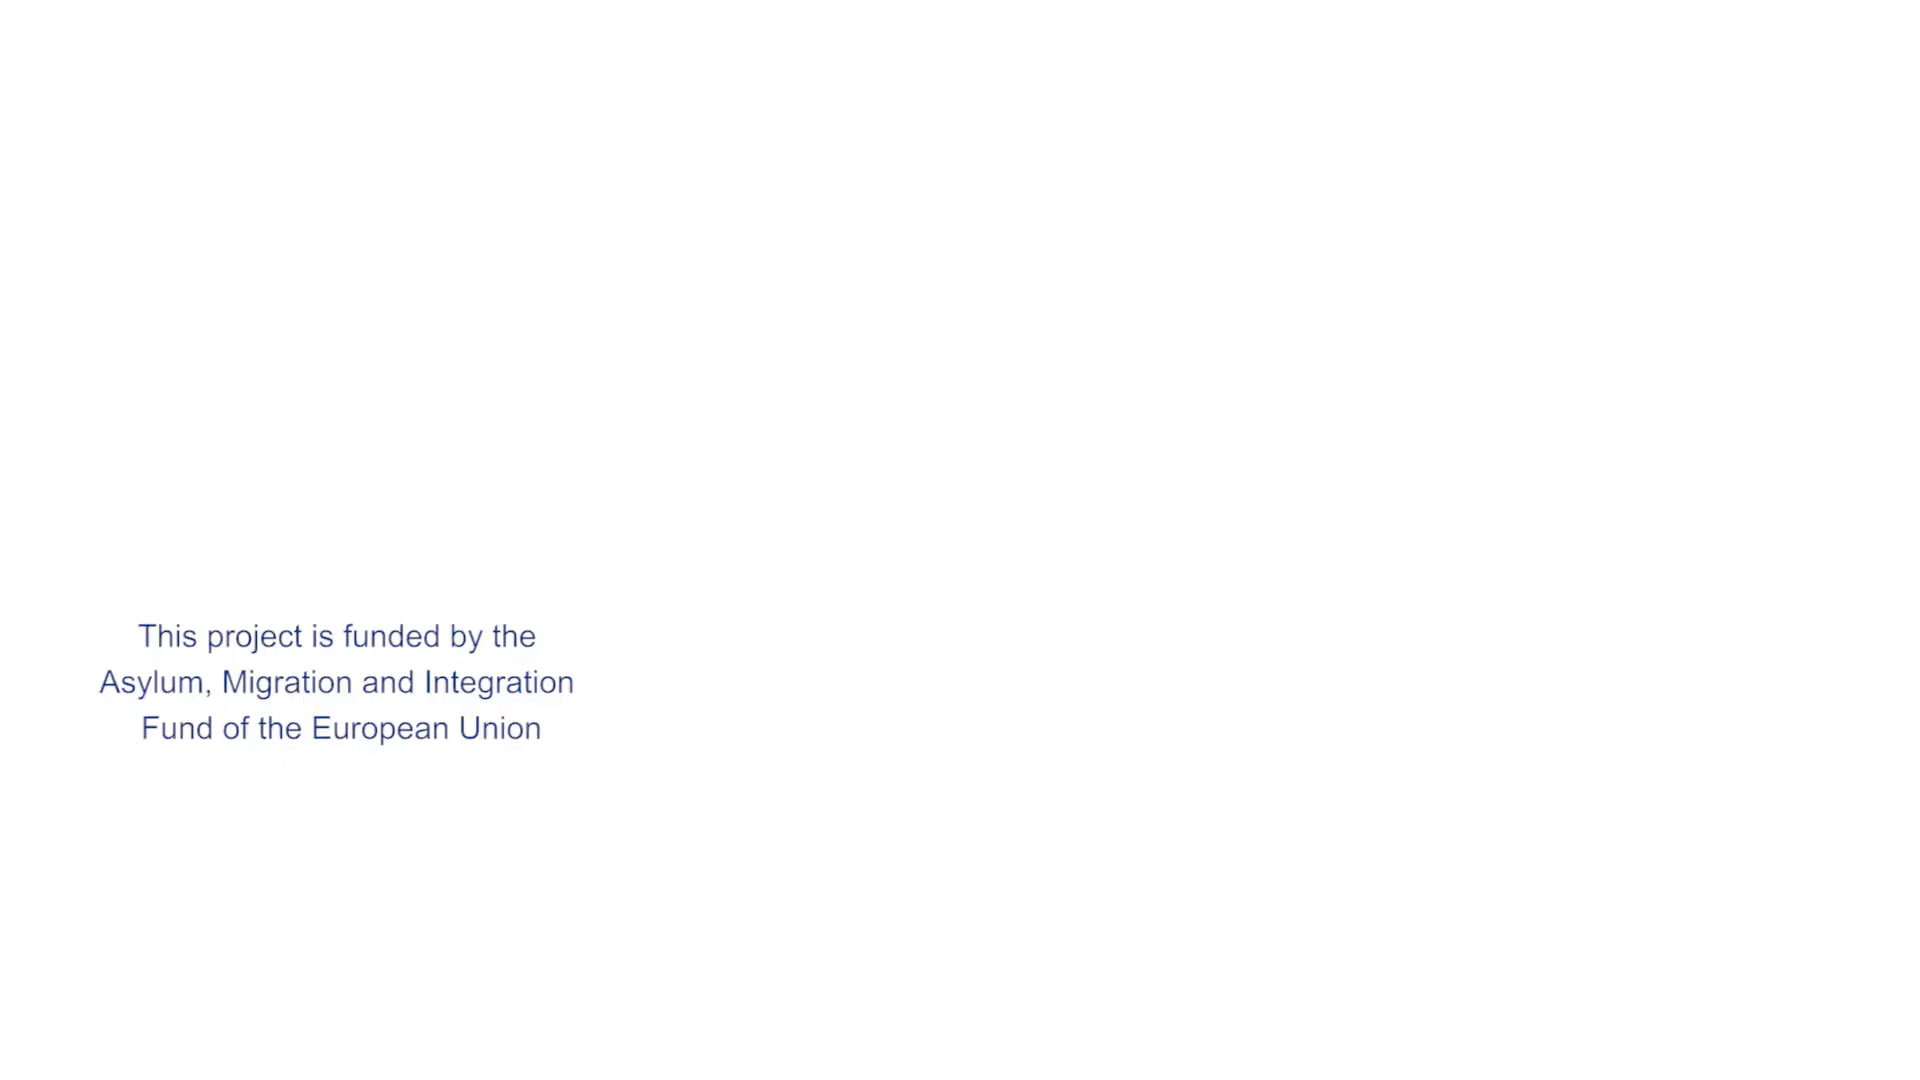 This project is funded by the
Asylum, Migration and Integration
Fund of the European Union